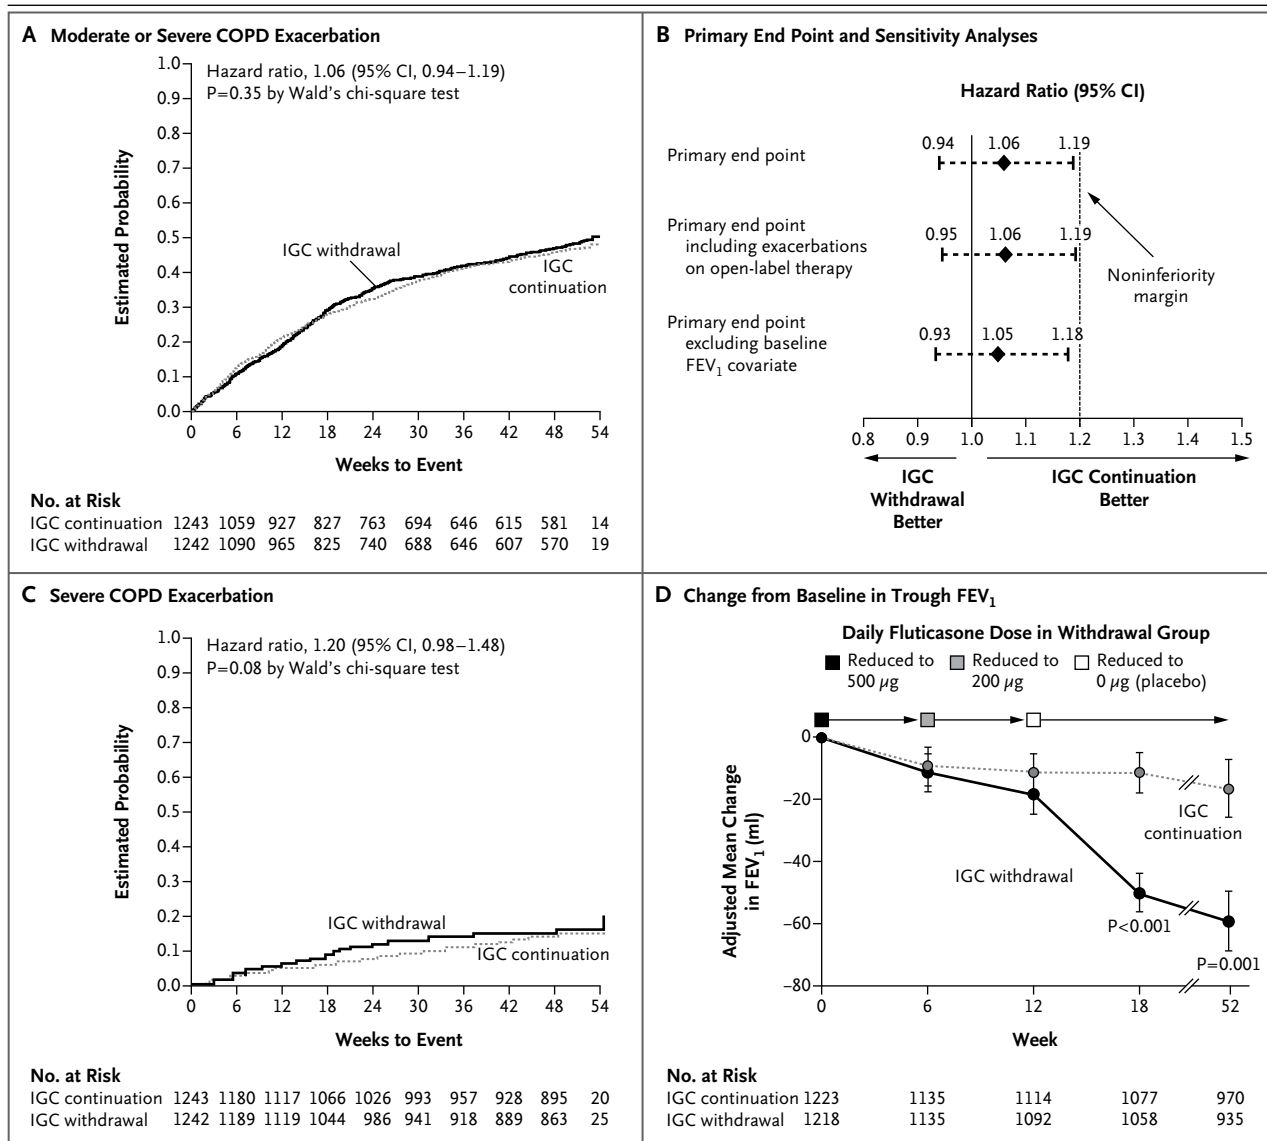 A Moderate or Severe COPD Exacerbation
Hazard ratio, 1.06 (95% CI, 0.94–1.19)
P=0.35 by Wald's chi-square test
Estimated Probability
1.0
0.9
0.8
0.7
0.6
0.5
0.4
0.3
0.2
0.1
0.0
IGC withdrawal
IGC
continuation
0 6 12 18 24 30 36 42 48 54
Weeks to Event
No. at Risk
IGC continuation 1243 1059 927 827 763 694 646 615 581 14
IGC withdrawal 1242 1090 965 825 740 688 646 607 570 19
B Primary End Point and Sensitivity Analyses
Hazard Ratio (95% CI)
Primary end point
0.94 1.06 1.19
Primary end point
including exacerbations
on open-label therapy
0.95 1.06 1.19
Noninferiority
margin
Primary end point
excluding baseline
FEV1 covariate
0.93 1.05 1.18
0.8 0.9 1.0 1.1 1.2 1.3 1.4 1.5
IGC
Withdrawal
Better
IGC Continuation
Better
C Severe COPD Exacerbation
Hazard ratio, 1.20 (95% CI, 0.98–1.48)
P=0.08 by Wald's chi-square test
Estimated Probability
1.0
0.9
0.8
0.7
0.6
0.5
0.4
0.3
0.2
0.1
0.0
IGC withdrawal
IGC continuation
0 6 12 18 24 30 36 42 48 54
Weeks to Event
No. at Risk
IGC continuation 1243 1180 1117 1066 1026 993 957 928 895 20
IGC withdrawal 1242 1189 1119 1044 986 941 918 889 863 25
D Change from Baseline in Trough FEV1
Daily Fluticasone Dose in Withdrawal Group
Reduced to
500 µg
Reduced to
200 µg
Reduced to
0 µg (placebo)
Adjusted Mean Change
in FEV1 (ml)
0
–20
–40
–60
–80
IGC
continuation
IGC withdrawal
P<0.001
P=0.001
0 6 12 18 52
Week
No. at Risk
IGC continuation 1223 1135 1114 1077 970
IGC withdrawal 1218 1135 1092 1058 935